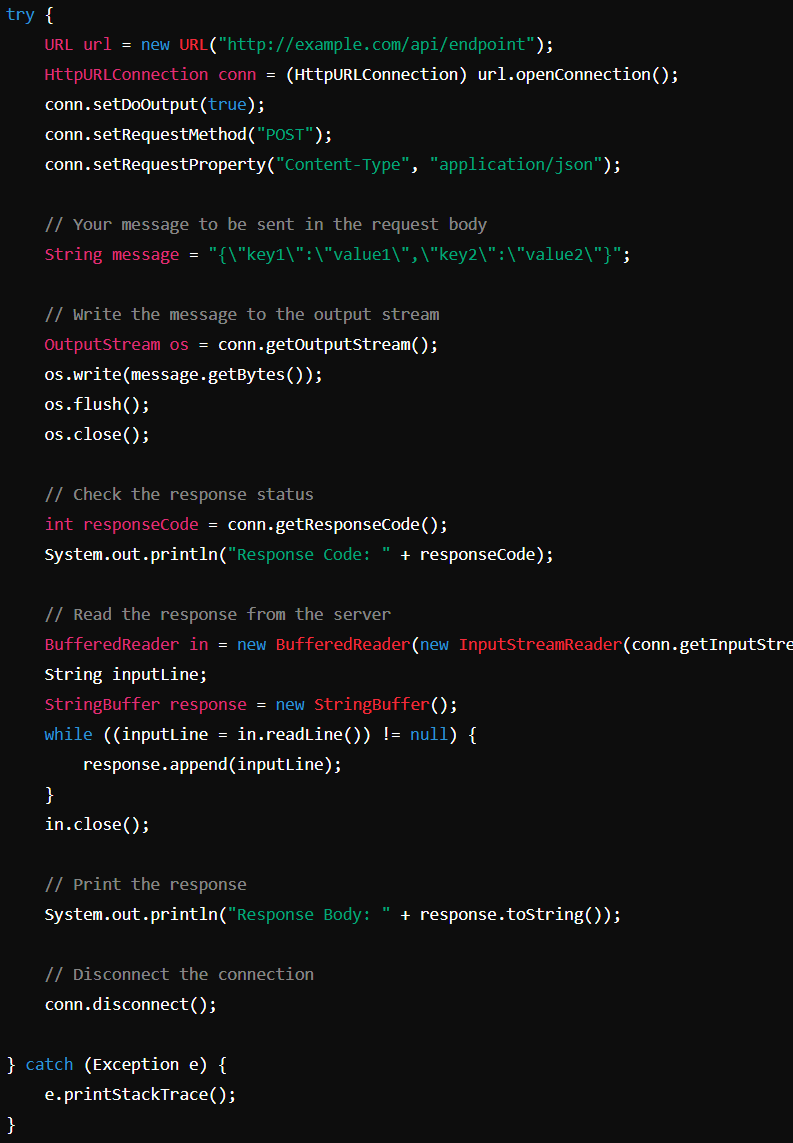 try {
    URL url = new URL("http://example.com/api/endpoint");
    HttpURLConnection conn = (HttpURLConnection) url.openConnection();
    conn.setDoOutput(true);
    conn.setRequestMethod("POST");
    conn.setRequestProperty("Content-Type", "application/json");

    // Your message to be sent in the request body
    String message = "{\"key1\":\"value1\",\"key2\":\"value2\"}";

    // Write the message to the output stream
    OutputStream os = conn.getOutputStream();
    os.write(message.getBytes());
    os.flush();
    os.close();

    // Check the response status
    int responseCode = conn.getResponseCode();
    System.out.println("Response Code: " + responseCode);

    // Read the response from the server
    BufferedReader in = new BufferedReader(new InputStreamReader(conn.getInputStre
    String inputLine;
    StringBuffer response = new StringBuffer();
    while ((inputLine = in.readLine()) != null) {
        response.append(inputLine);
    }
    in.close();

    // Print the response
    System.out.println("Response Body: " + response.toString());

    // Disconnect the connection
    conn.disconnect();

} catch (Exception e) {
    e.printStackTrace();
}